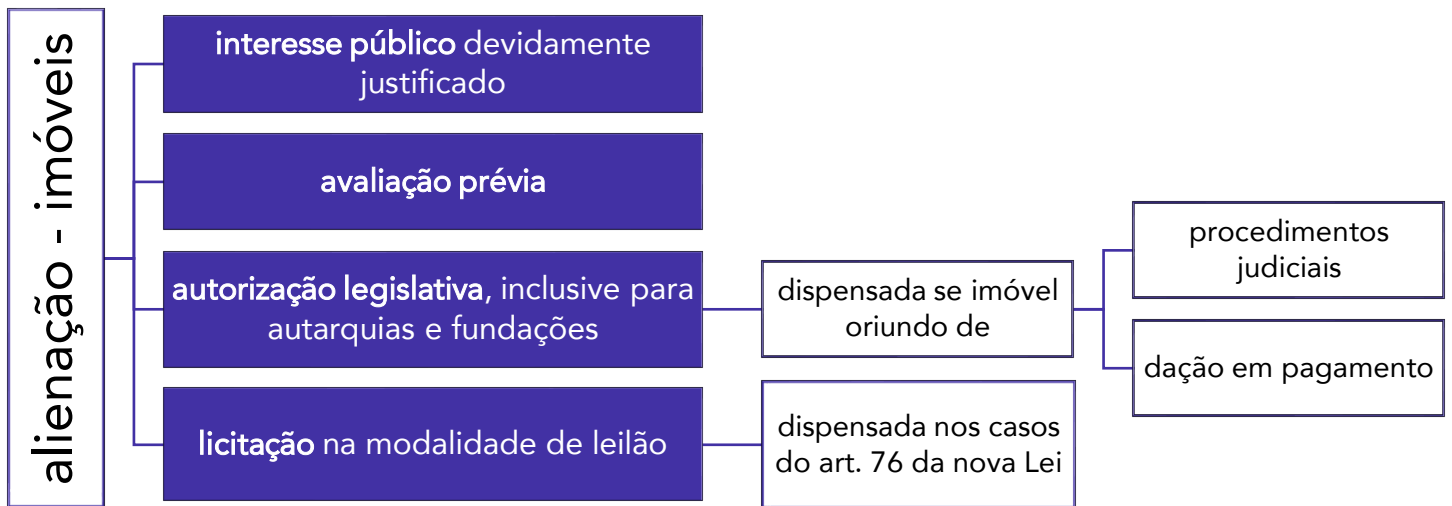 alienação - imóveis
interesse público devidamente
justificado
avaliação prévia
autorização legislativa, inclusive para
autarquias e fundações
dispensada se imóvel
oriundo de
procedimentos
judiciais
dação em pagamento
licitação na modalidade de leilão
dispensada nos casos
do art. 76 da nova Lei